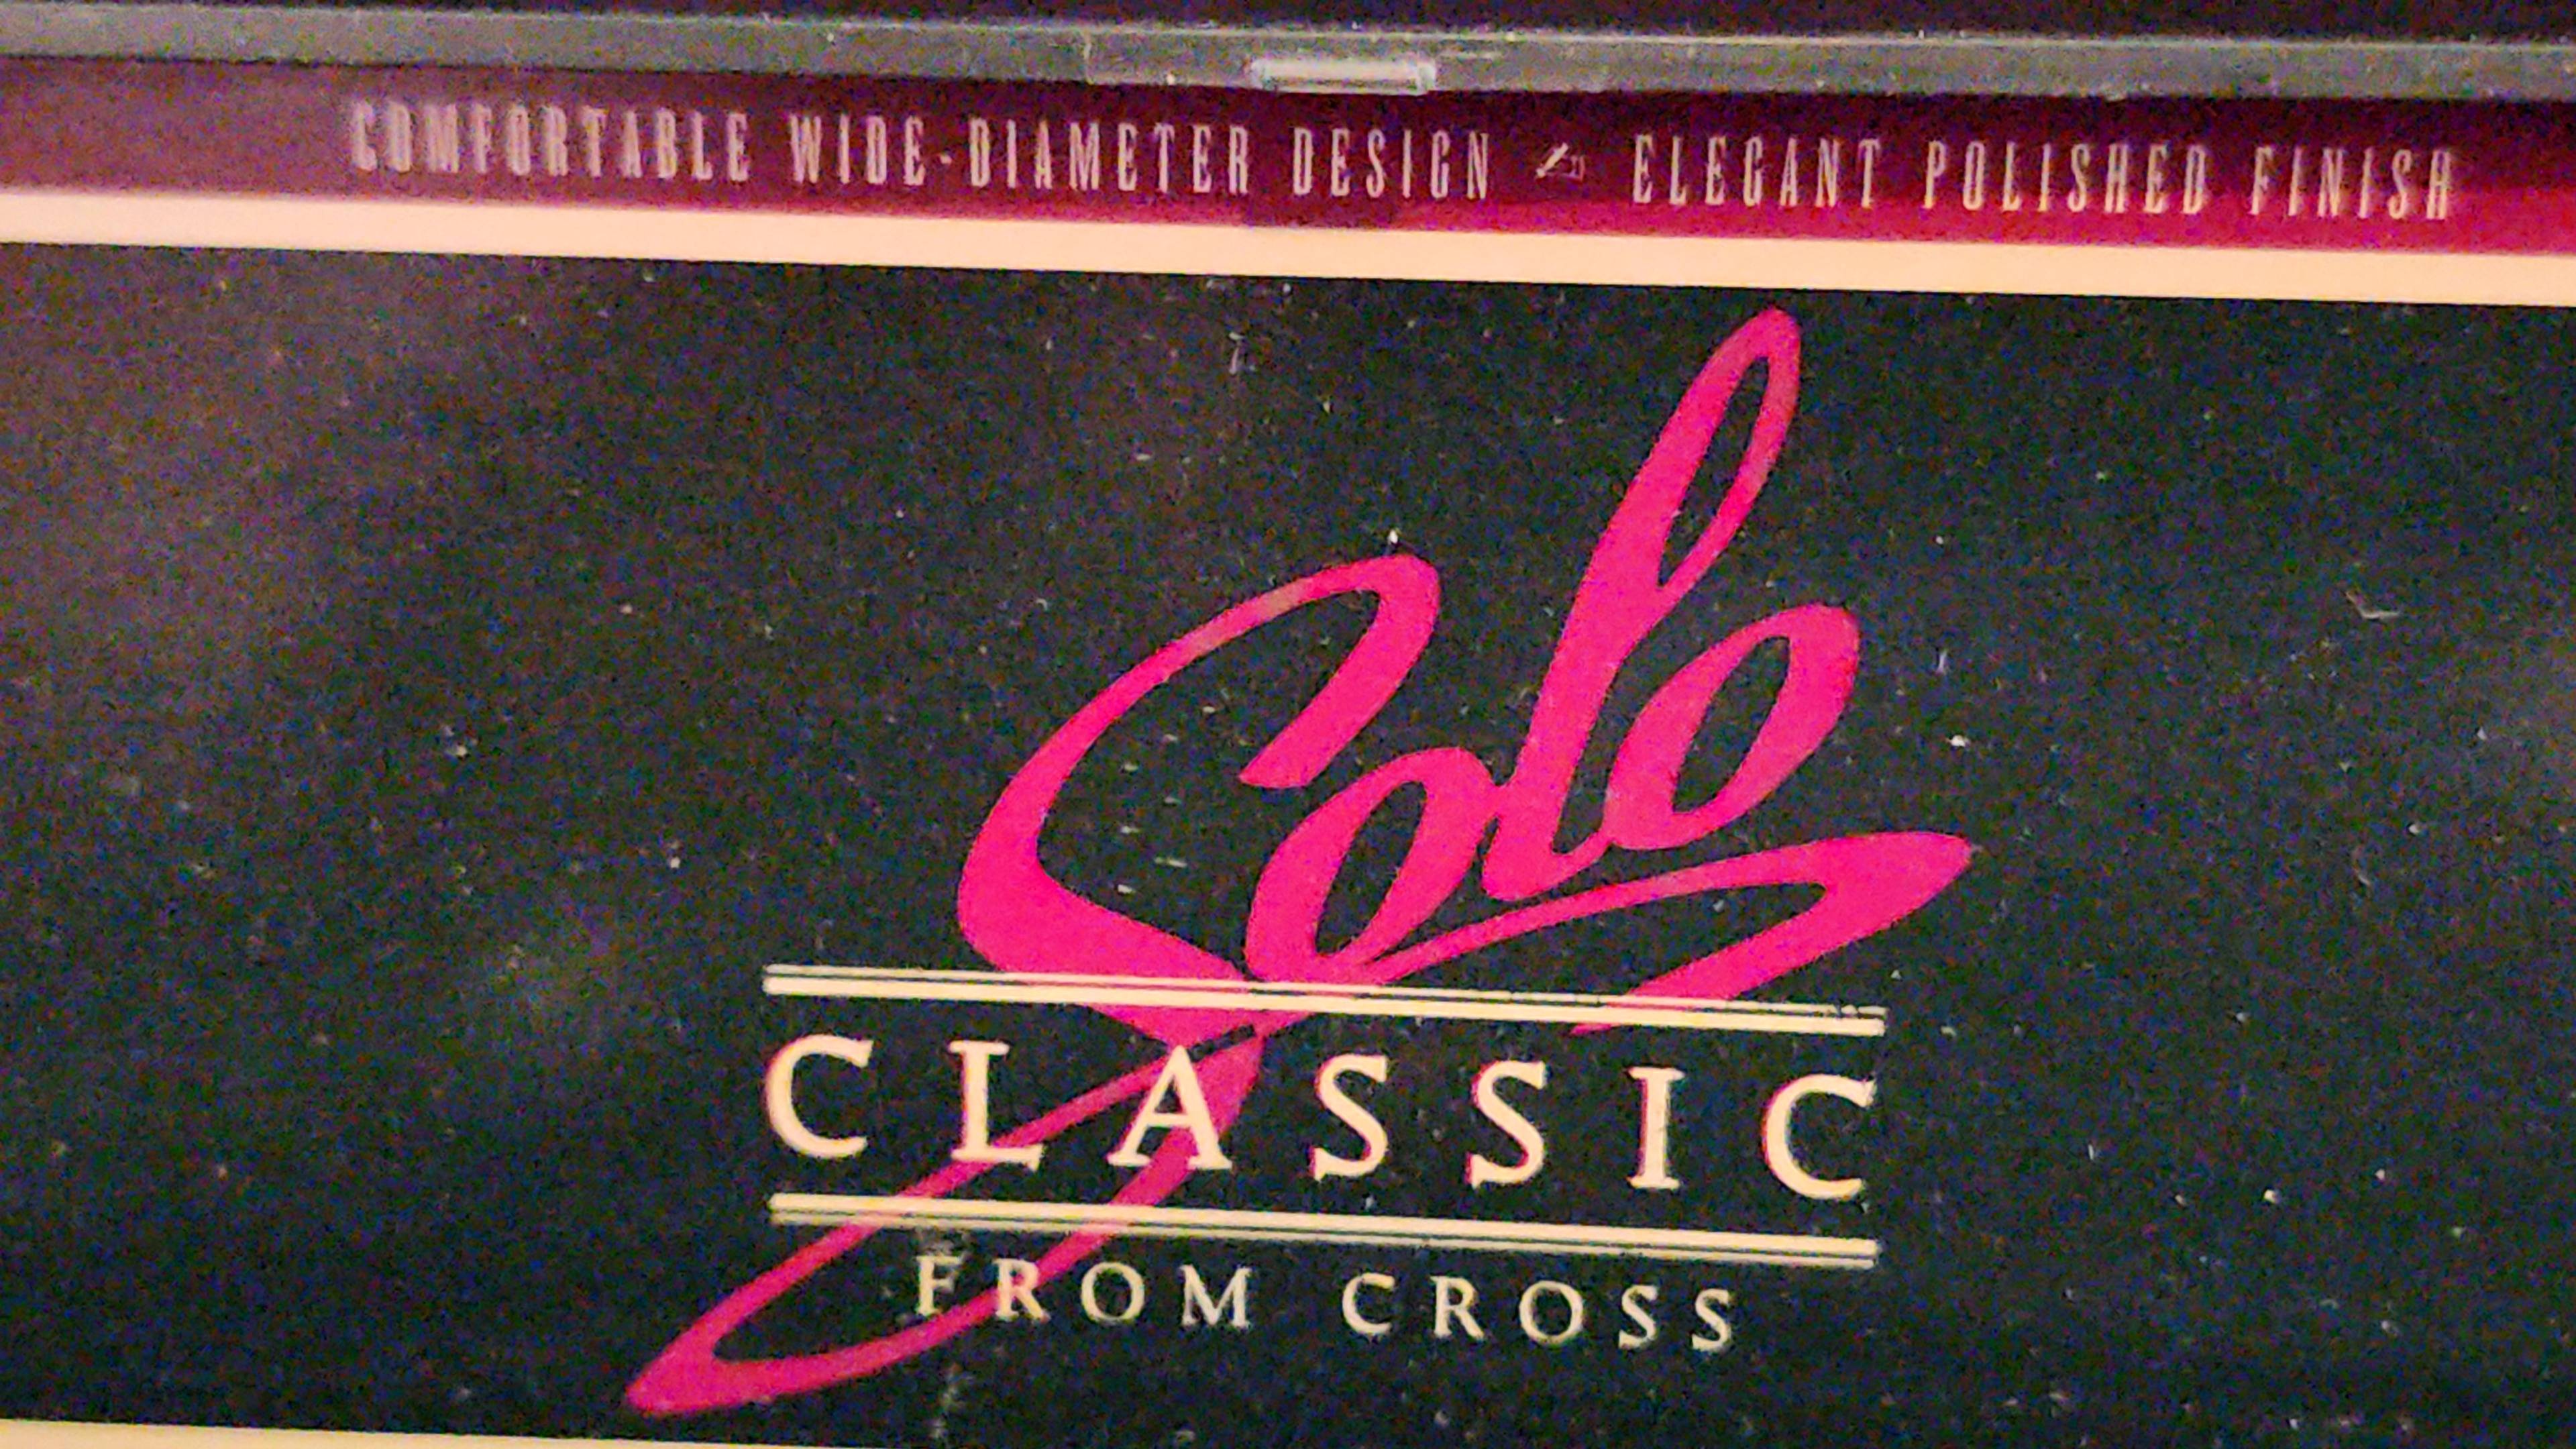 COMFORTABLE WIDE-DIAMETER DESIGN ✍ ELEGANT POLISHED FINISH
Solo
CLASSIC
FROM CROSS